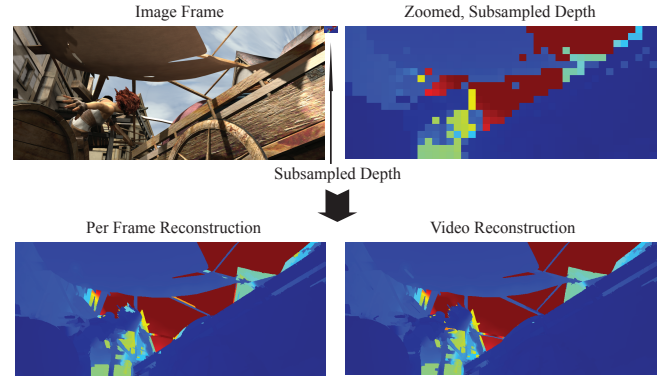 Image Frame
Zoomed, Subsampled Depth
Subsampled Depth
Per Frame Reconstruction
Video Reconstruction